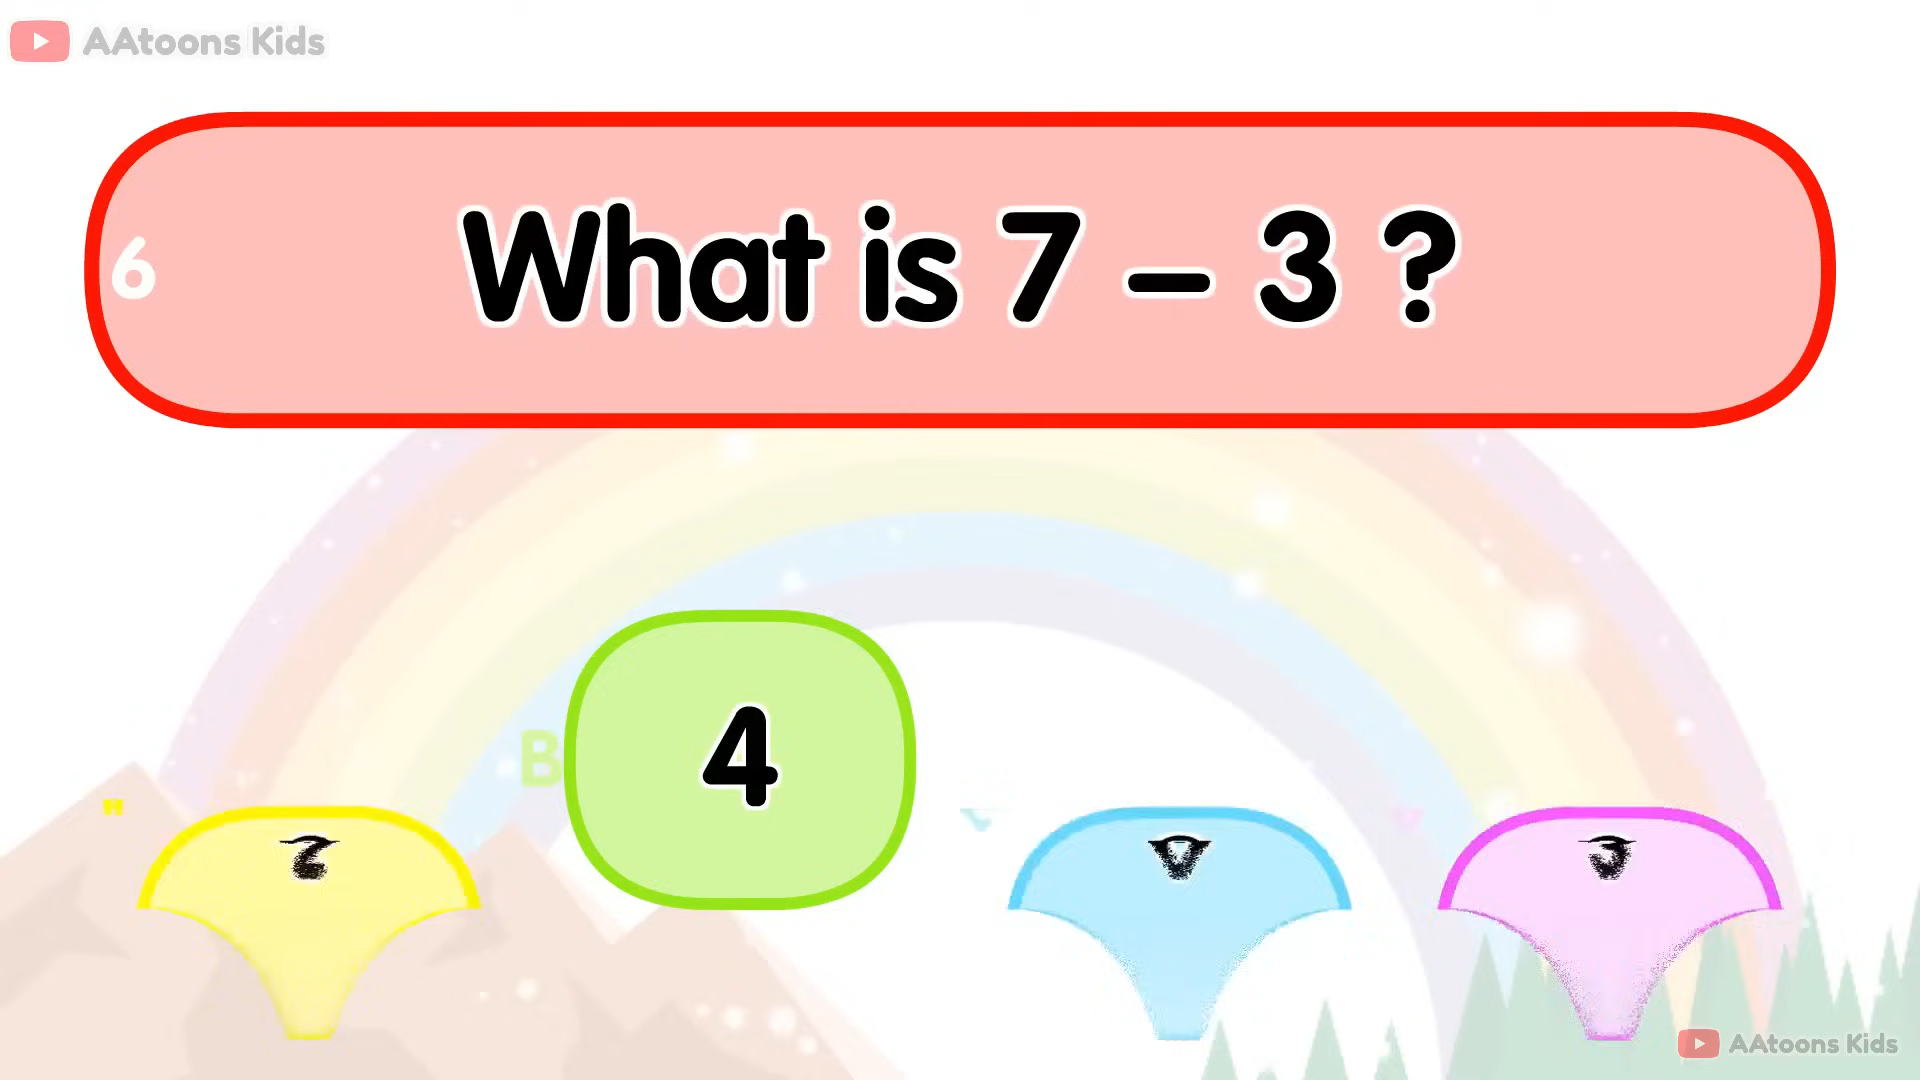 AAtoons Kids
6
What is 7 – 3 ?
B
4
AAtoons Kids